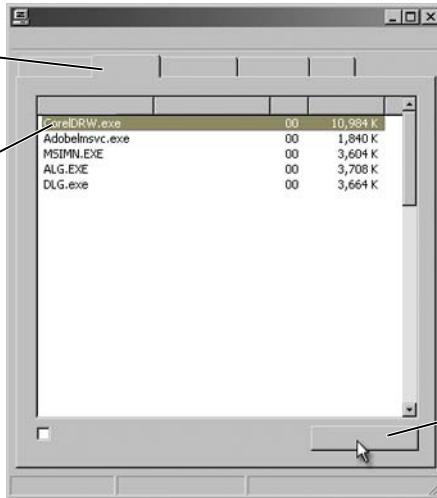 CorelDRW.exe 00 10,984 K
Adobelmsvc.exe 00 1,840 K
MSIMN.EXE 00 3,604 K
ALG.EXE 00 3,708 K
DLG.exe 00 3,664 K